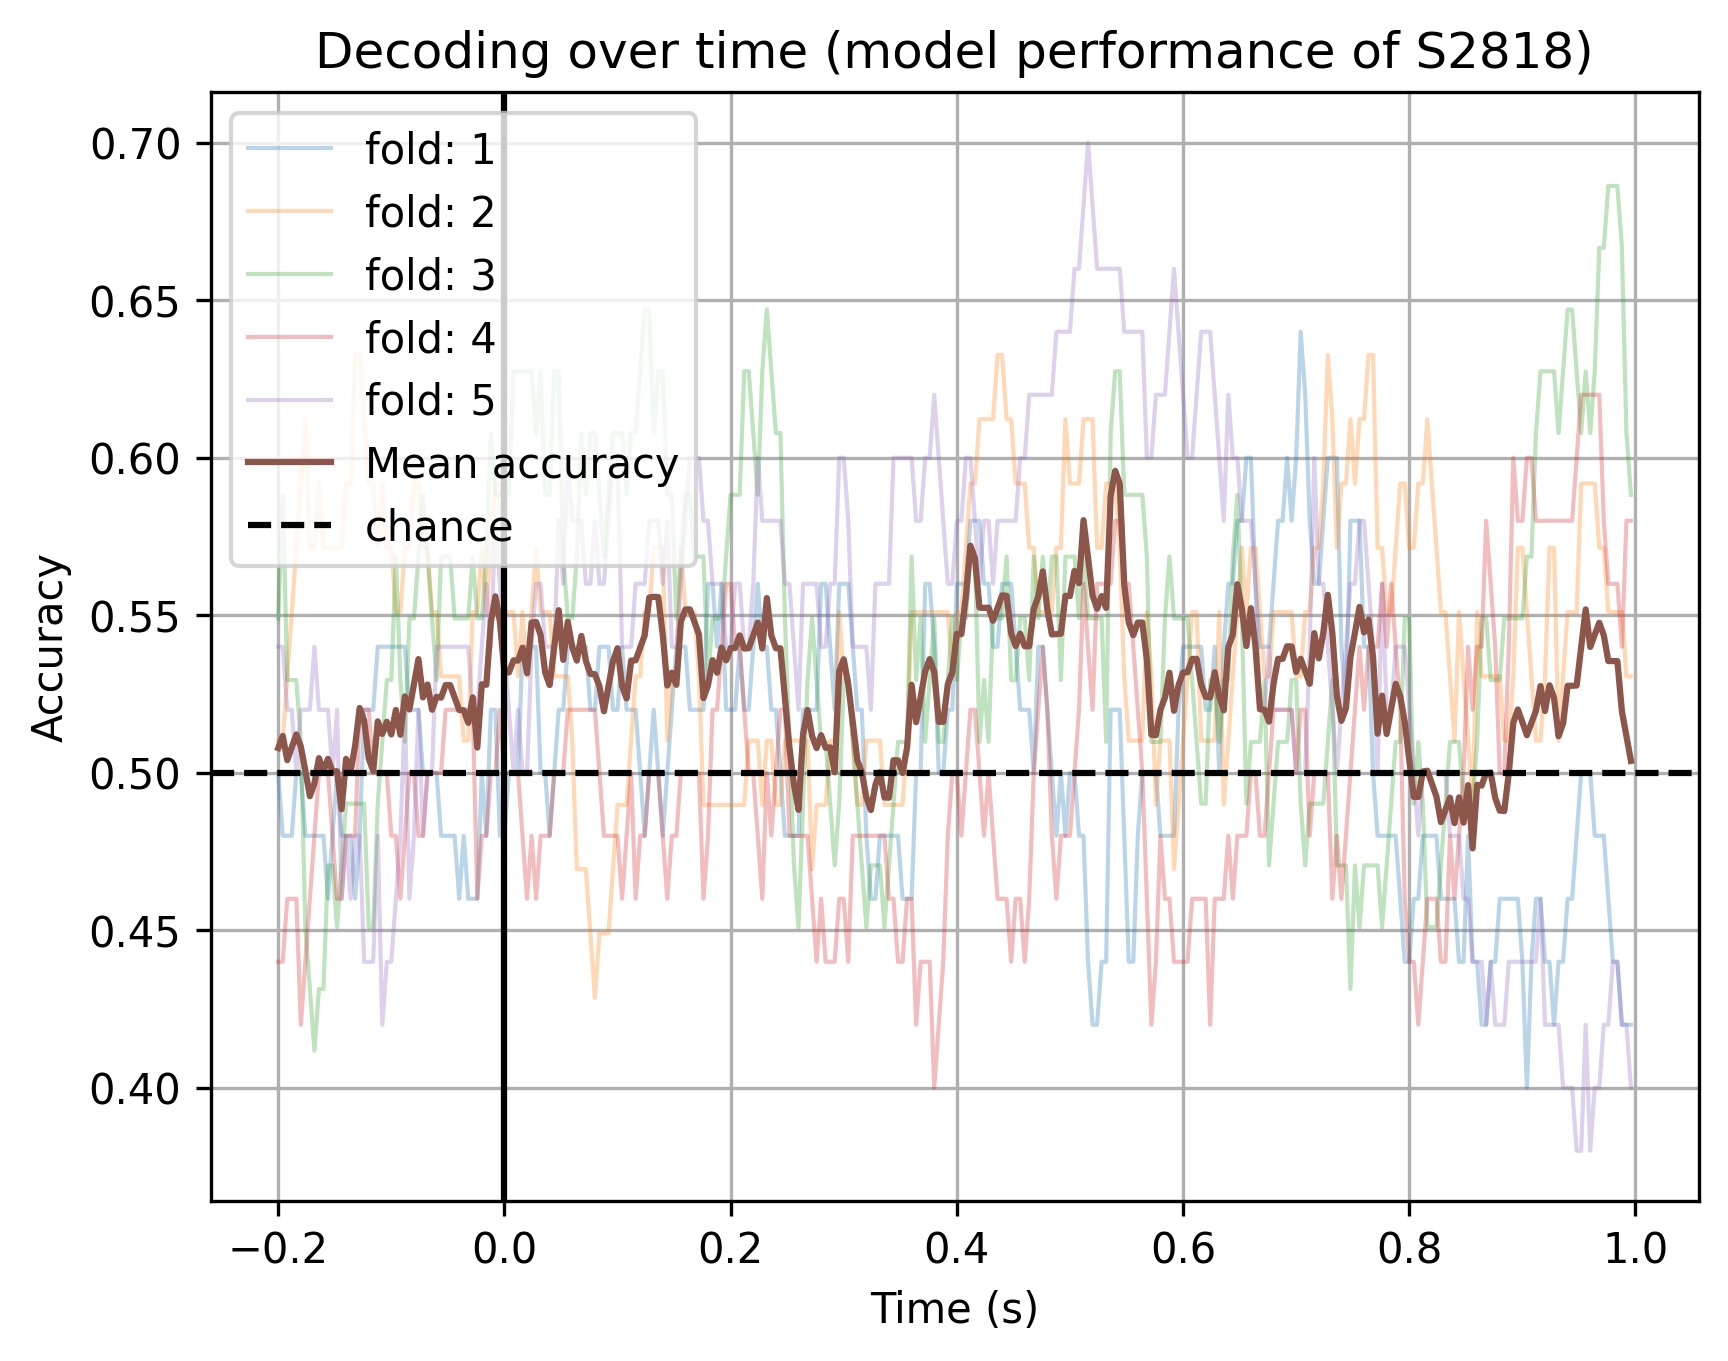 Decoding over time (model performance of S2818)
fold: 1
fold: 2
fold: 3
fold: 4
fold: 5
Mean accuracy
chance
0.70
0.65
0.60
0.55
0.50
0.45
0.40
Accuracy
−0.2 0.0 0.2 0.4 0.6 0.8 1.0
Time (s)